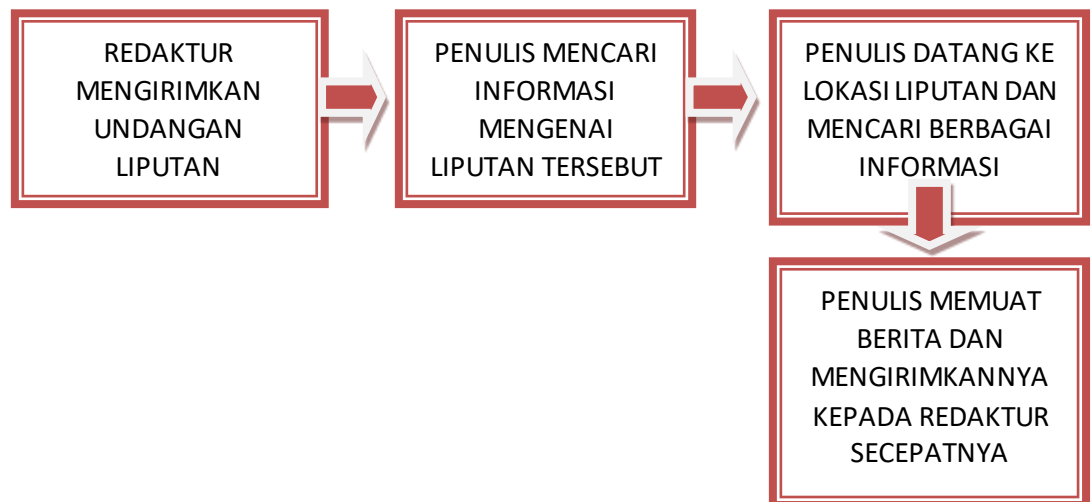 REDAKTUR
MENGIRIMKAN
UNDANGAN
LIPUTAN
PENULIS MENCARI
INFORMASI
MENGENAI
LIPUTAN TERSEBUT
PENULIS DATANG KE
LOKASI LIPUTAN DAN
MENCARI BERBAGAI
INFORMASI
PENULIS MEMUAT
BERITA DAN
MENGIRIMKANNYA
KEPADA REDAKTUR
SECEPATNYA